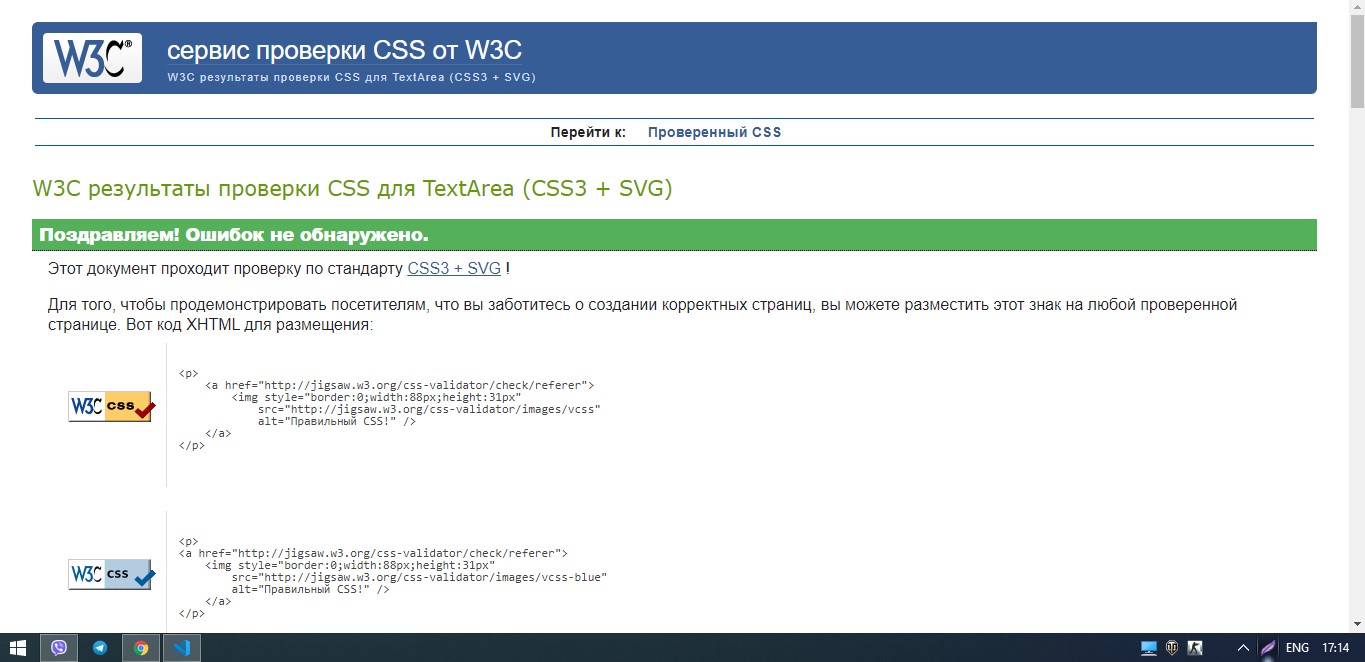 W3C®
сервис проверки CSS от W3C
W3C результаты проверки CSS для TextArea (CSS3 + SVG)
Перейти к: Проверенный CSS
W3C результаты проверки CSS для TextArea (CSS3 + SVG)
Поздравляем! Ошибок не обнаружено.
Этот документ проходит проверку по стандарту CSS3 + SVG !
Для того, чтобы продемонстрировать посетителям, что вы заботитесь о создании корректных страниц, вы можете разместить этот знак на любой проверенной
странице. Вот код XHTML для размещения:
W3C css
<p>
<a href="http://jigsaw.w3.org/css-validator/check/referer">
<img style="border:0;width:88px;height:31px"
src="http://jigsaw.w3.org/css-validator/images/vcss"
alt="Правильный CSS!" />
</a>
</p>
W3C css
<p>
<a href="http://jigsaw.w3.org/css-validator/check/referer">
<img style="border:0;width:88px;height:31px"
src="http://jigsaw.w3.org/css-validator/images/vcss-blue"
alt="Правильный CSS!" />
</a>
</p>
ENG 17:14